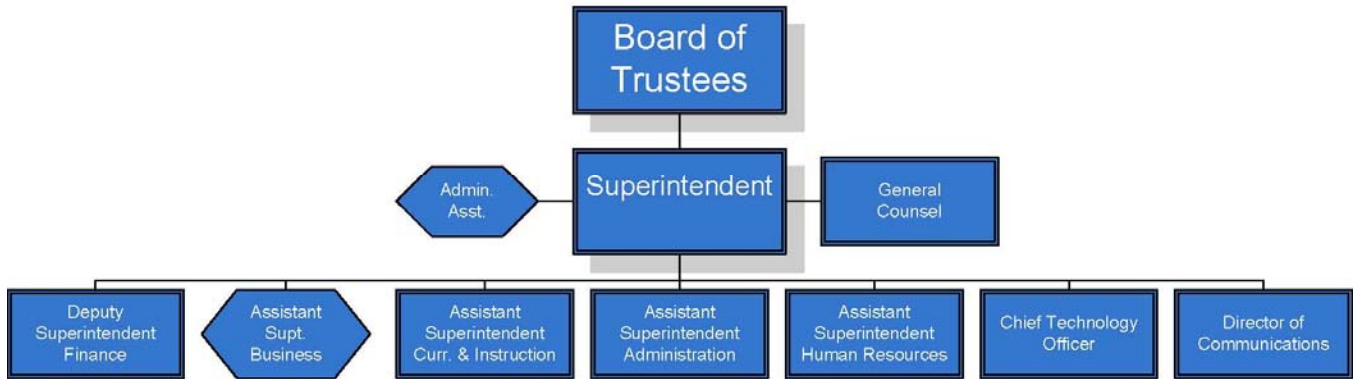 Board of
Trustees
Admin.
Asst.
Superintendent
General
Counsel
Deputy
Superintendent
Finance
Assistant
Supt.
Business
Assistant
Superintendent
Curr. & Instruction
Assistant
Superintendent
Administration
Assistant
Superintendent
Human Resources
Chief Technology
Officer
Director of
Communications